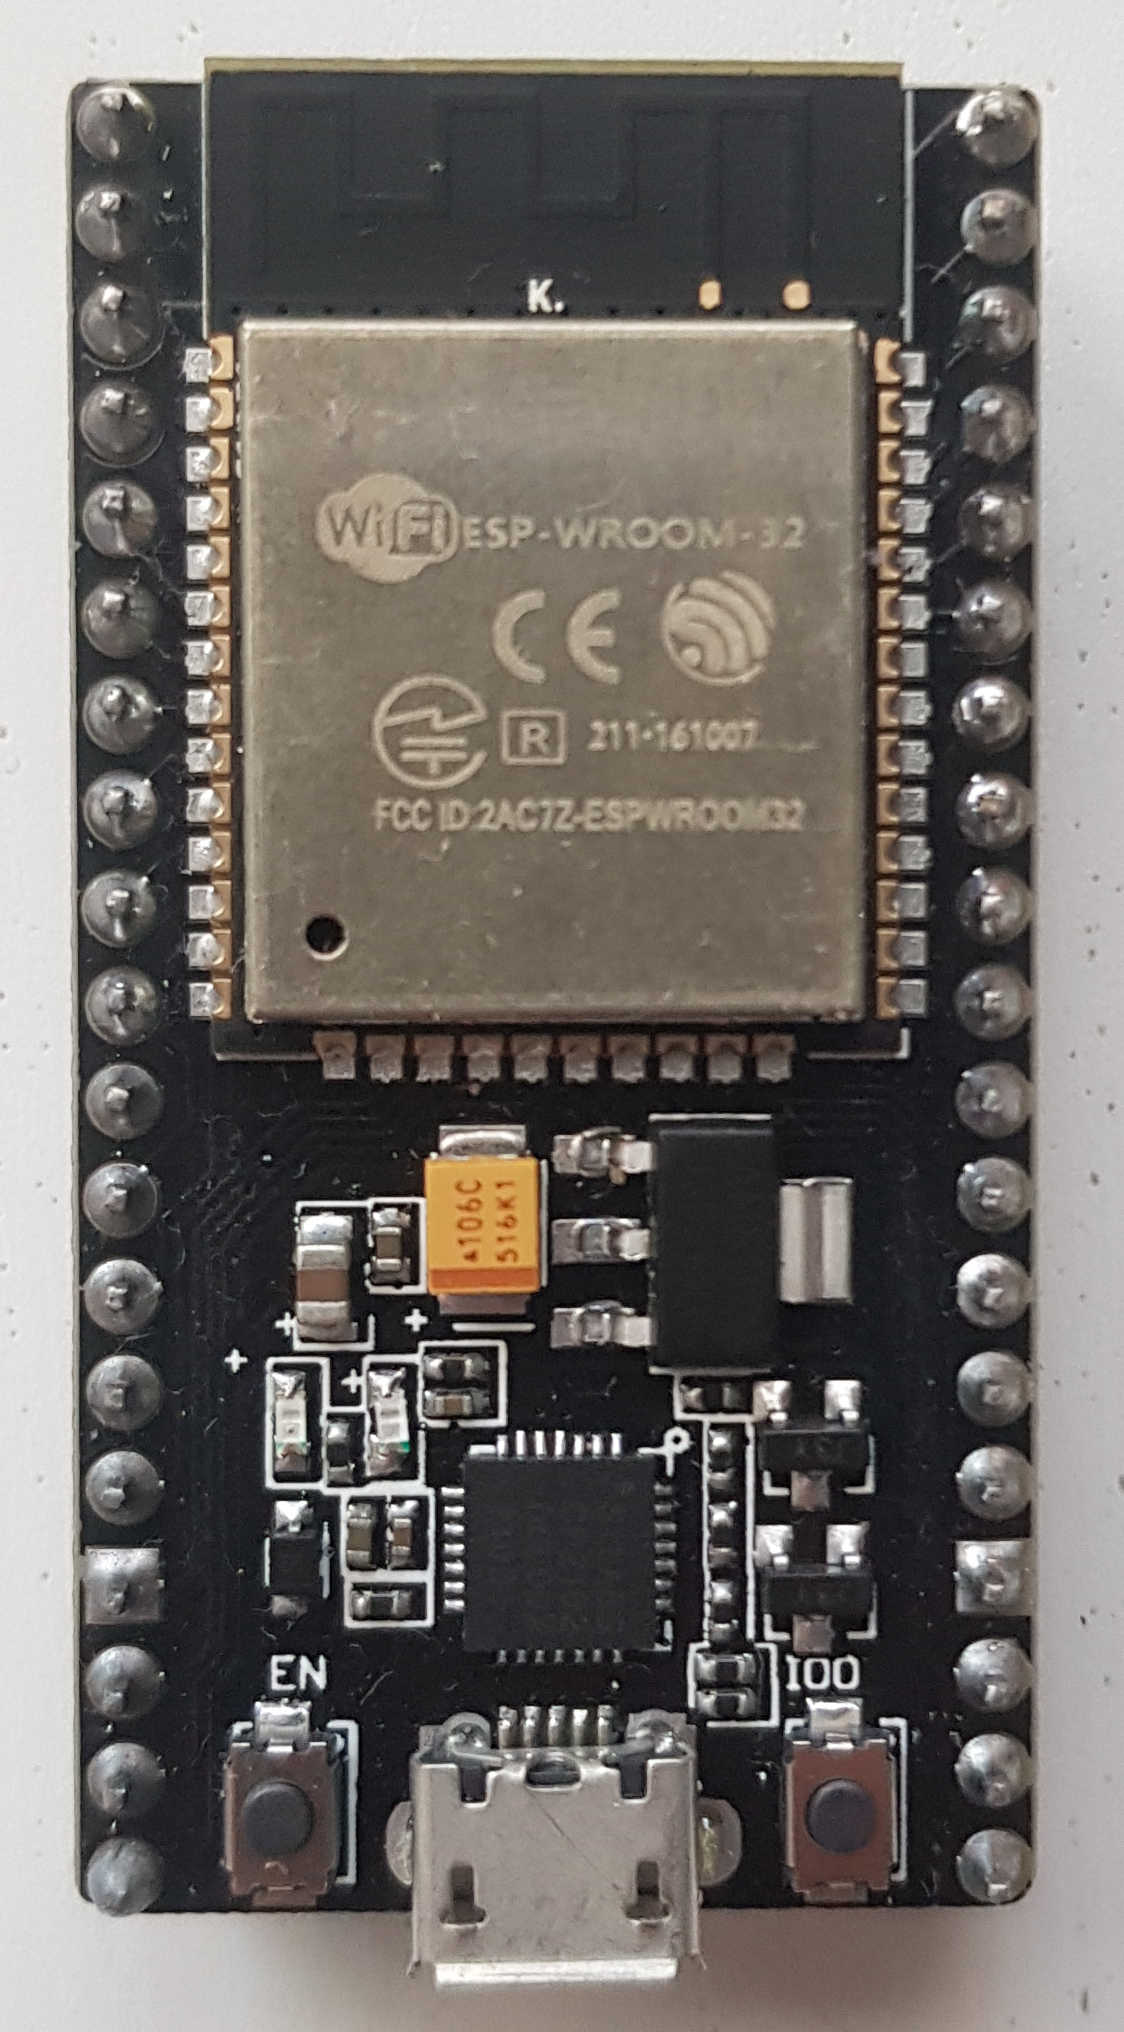 K.
WiFi ESP-WROOM-32
CE
R 211-161007
FCC ID:2AC7Z-ESPWROOM32
106C
516K1
EN
IO0